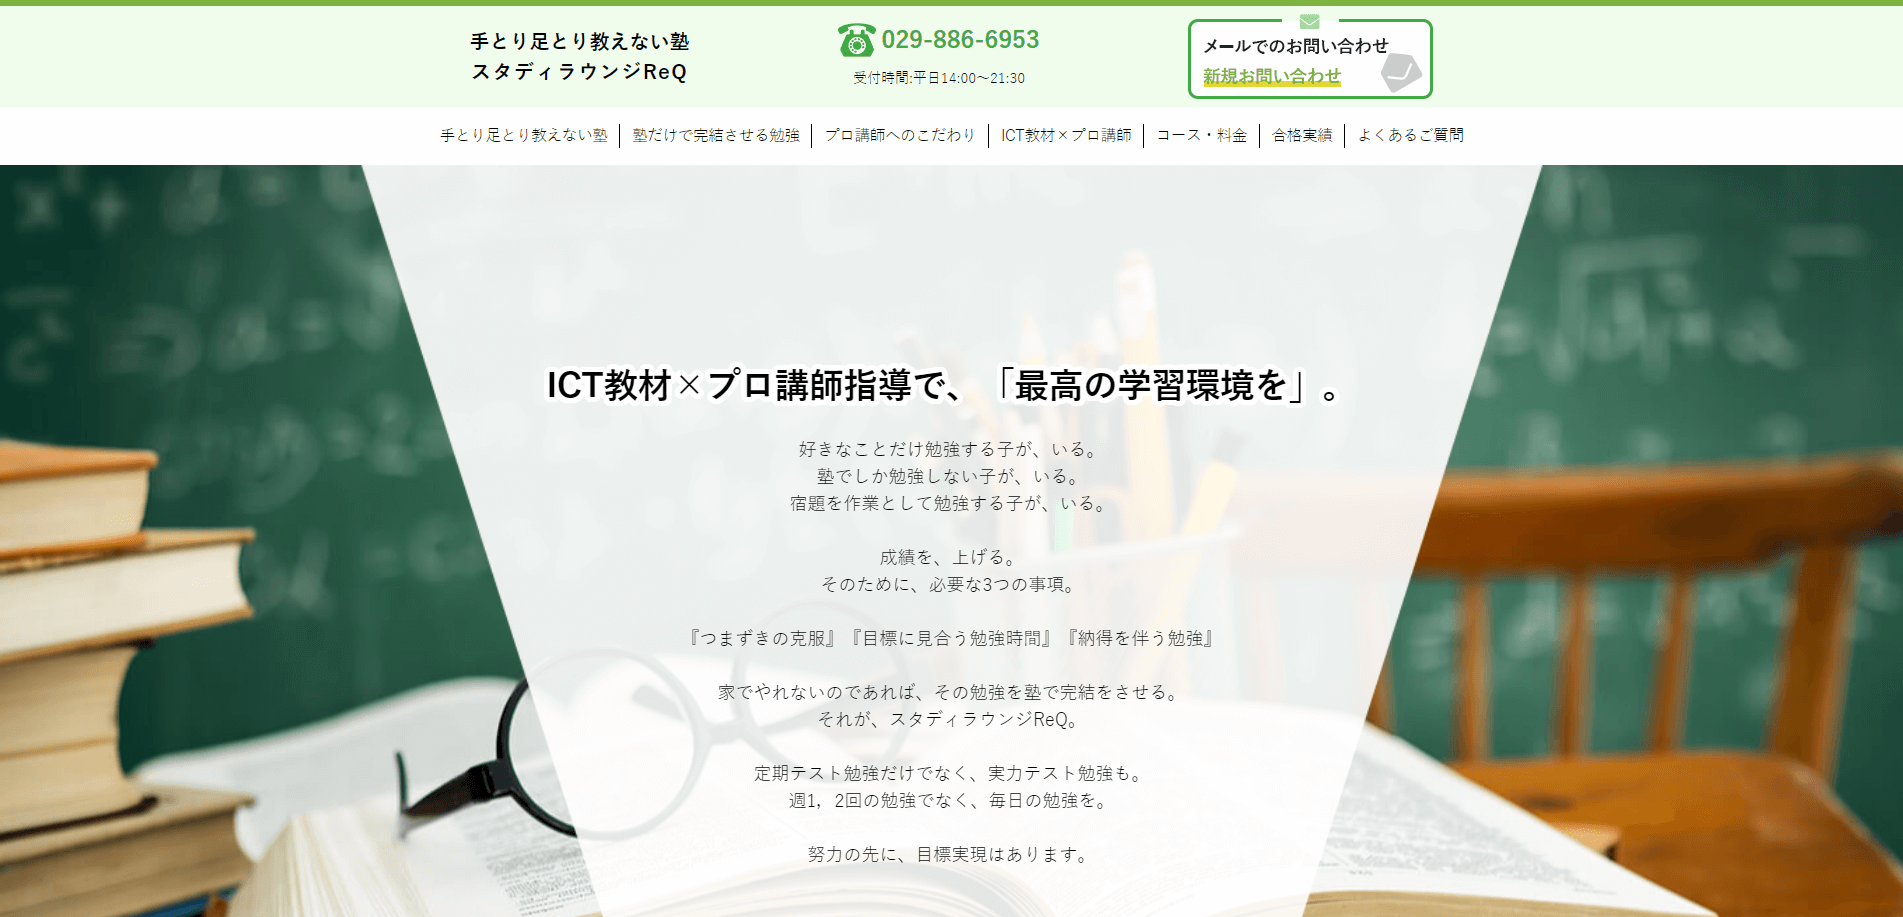 手とり足とり教えない塾
スタディラウンジReQ
029-886-6953
受付時間:平日14:00〜21:30
メールでのお問い合わせ
新規お問い合わせ
手とり足とり教えない塾
塾だけで完結させる勉強
プロ講師へのこだわり
ICT教材×プロ講師
コース・料金
合格実績
よくあるご質問
ICT教材×プロ講師指導で、「最高の学習環境を」。
好きなことだけ勉強する子が、いる。
塾でしか勉強しない子が、いる。
宿題を作業として勉強する子が、いる。
成績を、上げる。
そのために、必要な3つの事項。
『つまずきの克服』『目標に見合う勉強時間』『納得を伴う勉強』
家でやれないのであれば、その勉強を塾で完結をさせる。
それが、スタディラウンジReQ。
定期テスト勉強だけでなく、実力テスト勉強も。
週1，2回の勉強でなく、毎日の勉強を。
努力の先に、目標実現はあります。